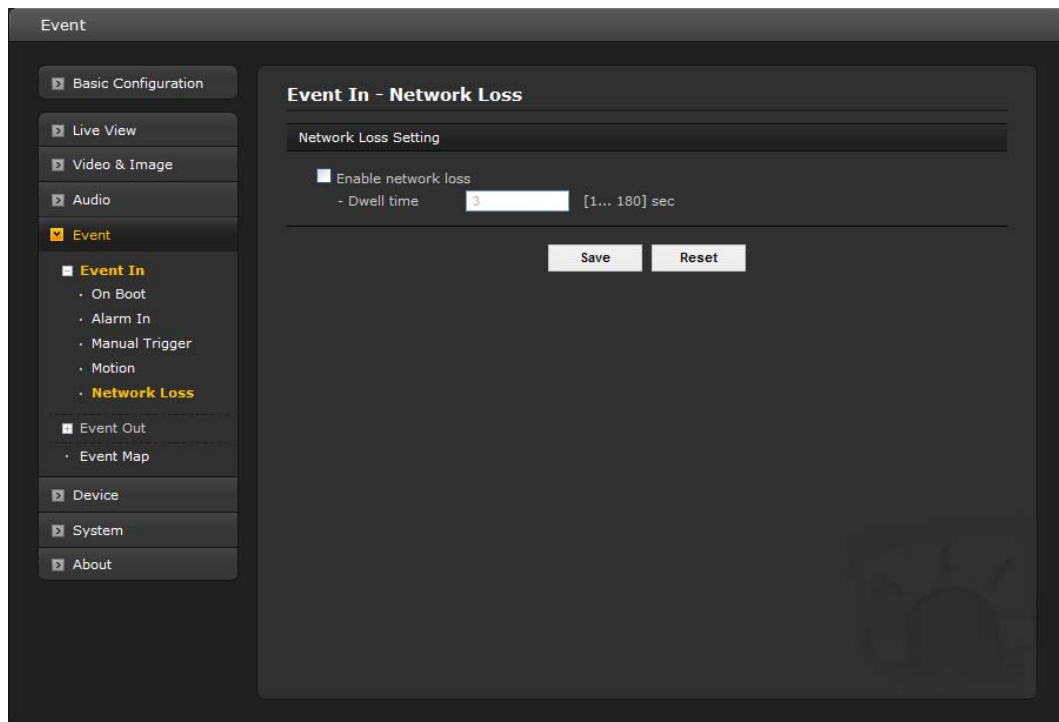 Event
Basic Configuration
Live View
Video & Image
Audio
Event
Event In
· On Boot
· Alarm In
· Manual Trigger
· Motion
· Network Loss
Event Out
· Event Map
Device
System
About
Event In - Network Loss
Network Loss Setting
Enable network loss
- Dwell time 3 [1... 180] sec
Save Reset